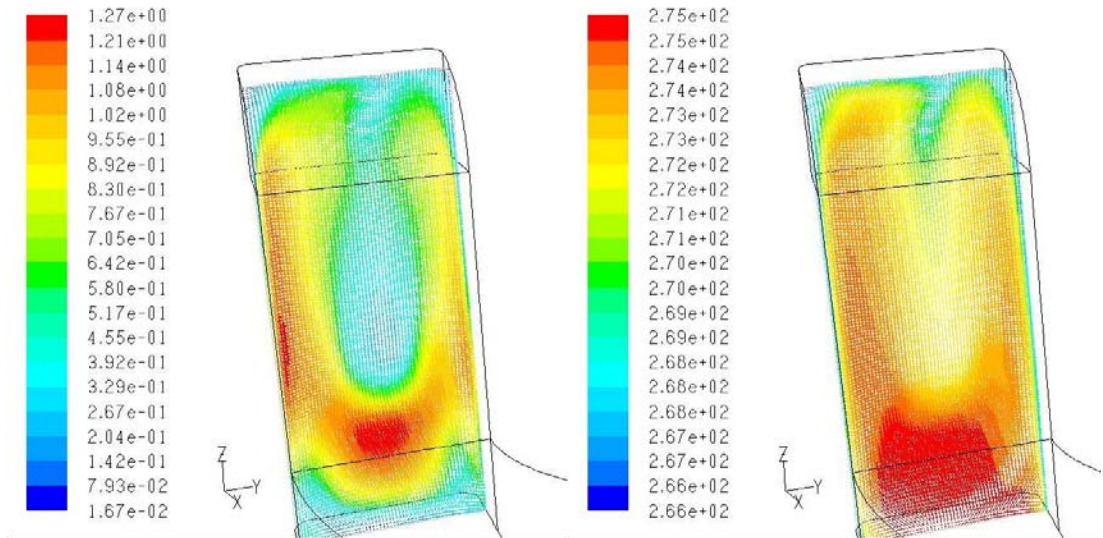 1.27e+00
1.21e+00
1.14e+00
1.08e+00
1.02e+00
9.55e-01
8.92e-01
8.30e-01
7.67e-01
7.05e-01
6.42e-01
5.80e-01
5.17e-01
4.55e-01
3.92e-01
3.29e-01
2.67e-01
2.04e-01
1.42e-01
7.93e-02
1.67e-02
Z
Y
X
2.75e+02
2.75e+02
2.74e+02
2.74e+02
2.73e+02
2.73e+02
2.72e+02
2.72e+02
2.71e+02
2.71e+02
2.70e+02
2.70e+02
2.69e+02
2.69e+02
2.68e+02
2.68e+02
2.68e+02
2.67e+02
2.67e+02
2.66e+02
2.66e+02
Z
Y
X